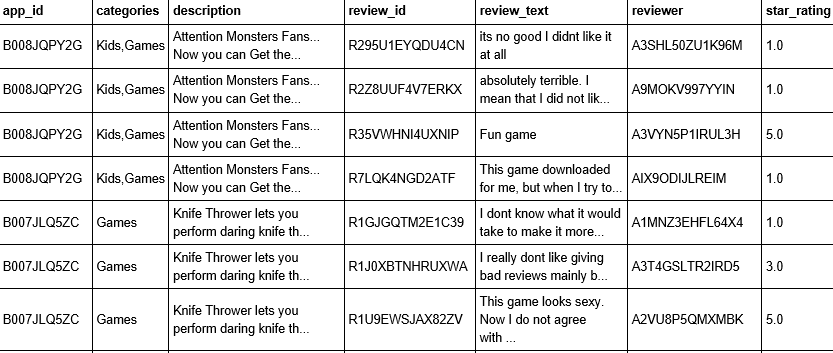 app_id categories description review_id review_text reviewer star_rating
B008JQPY2G Kids,Games Attention Monsters Fans... Now you can Get the... R295U1EYQDU4CN its no good I didnt like it at all A3SHL50ZU1K96M 1.0
B008JQPY2G Kids,Games Attention Monsters Fans... Now you can Get the... R2Z8UUF4V7ERKX absolutely terrible. I mean that I did not lik... A9MOKV997YYIN 1.0
B008JQPY2G Kids,Games Attention Monsters Fans... Now you can Get the... R35VWHNI4UXNIP Fun game A3VYN5P1IRUL3H 5.0
B008JQPY2G Kids,Games Attention Monsters Fans... Now you can Get the... R7LQK4NGD2ATF This game downloaded for me, but when I try to... AIX9ODIJLREIM 1.0
B007JLQ5ZC Games Knife Thrower lets you perform daring knife th... R1GJGQTM2E1C39 I dont know what it would take to make it more... A1MNZ3EHFL64X4 1.0
B007JLQ5ZC Games Knife Thrower lets you perform daring knife th... R1J0XBTNHRUXWA I really dont like giving bad reviews mainly b... A3T4GSLTR2IRD5 3.0
B007JLQ5ZC Games Knife Thrower lets you perform daring knife th... R1U9EWSJAX82ZV This game looks sexy. Now I do not agree with ... A2VU8P5QMXMBK 5.0